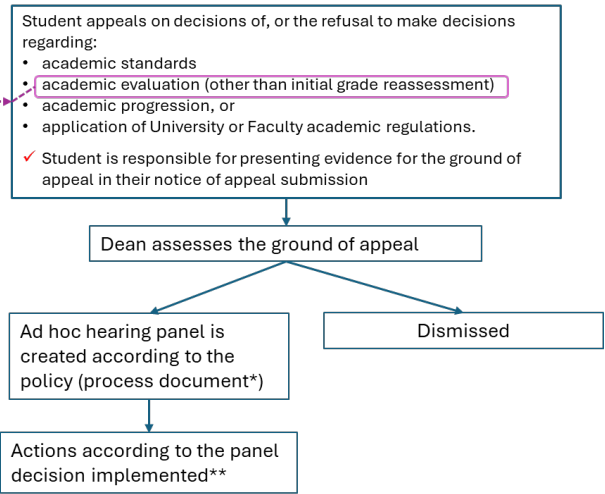 Student appeals on decisions of, or the refusal to make decisions
regarding:
• academic standards
• academic evaluation (other than initial grade reassessment)
• academic progression, or
• application of University or Faculty academic regulations.
✓ Student is responsible for presenting evidence for the ground of
appeal in their notice of appeal submission
Dean assesses the ground of appeal
Ad hoc hearing panel is
created according to the
policy (process document*)
Dismissed
Actions according to the panel
decision implemented**